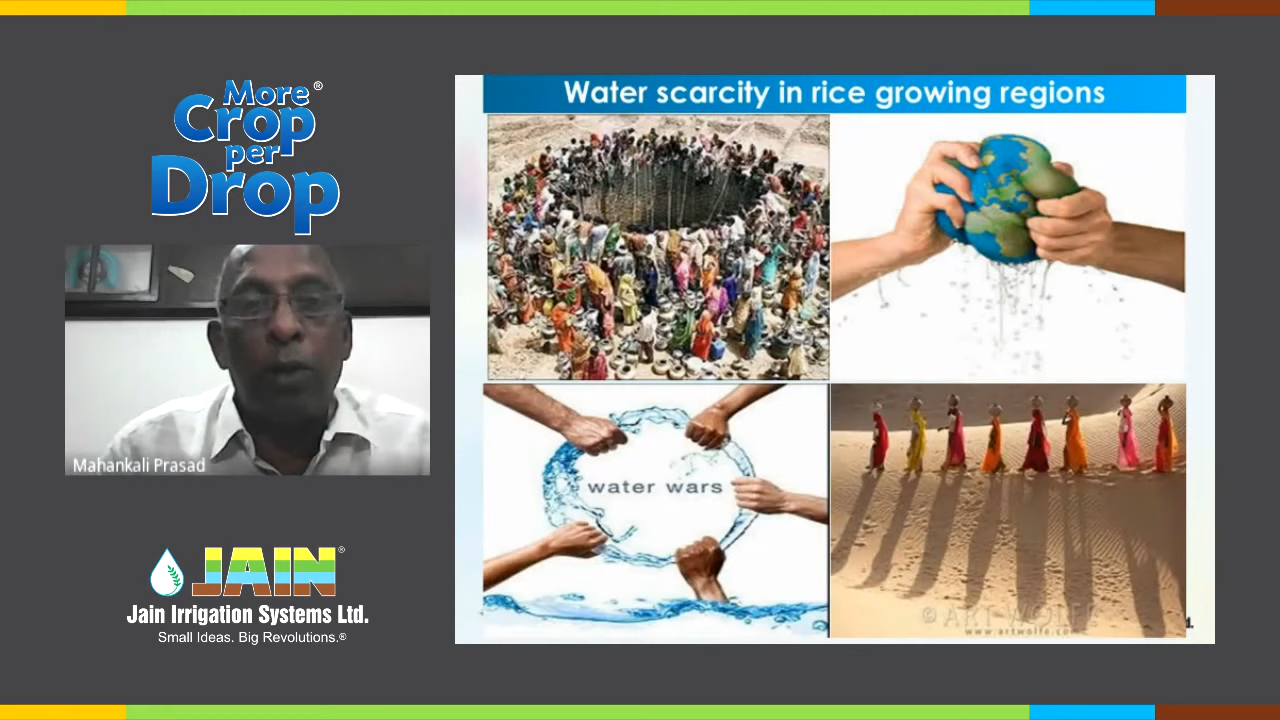 More®
Crop
per
Drop
Mahankali Prasad
JAIN®
Jain Irrigation Systems Ltd.
Small Ideas. Big Revolutions.®
Water scarcity in rice growing regions
water wars
© ART WOLFE
www.artwolfe.com